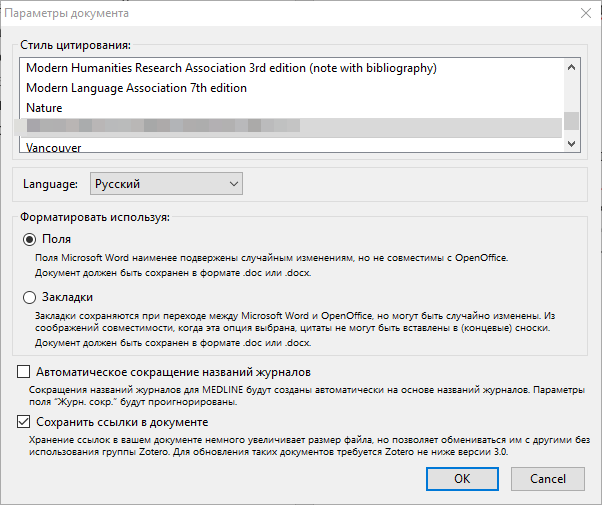 Параметры документа
Стиль цитирования:
Modern Humanities Research Association 3rd edition (note with bibliography)
Modern Language Association 7th edition
Nature
Vancouver
Language: Русский
Форматировать используя:
Поля
Поля Microsoft Word наименее подвержены случайным изменениям, но не совместимы с OpenOffice.
Документ должен быть сохранен в формате .doc или .docx.
Закладки
Закладки сохраняются при переходе между Microsoft Word и OpenOffice, но могут быть случайно изменены. Из
соображений совместимости, когда эта опция выбрана, цитаты не могут быть вставлены в (концевые) сноски.
Документ должен быть сохранен в формате .doc или .docx.
Автоматическое сокращение названий журналов
Сокращения названий журналов для MEDLINE будут созданы автоматически на основе названий журналов. Параметры
поля “Журн. сокр.” будут проигнорированы.
Сохранить ссылки в документе
Хранение ссылок в вашем документе немного увеличивает размер файла, но позволяет обмениваться им с другими без
использования группы Zotero. Для обновления таких документов требуется Zotero не ниже версии 3.0.
OK Cancel